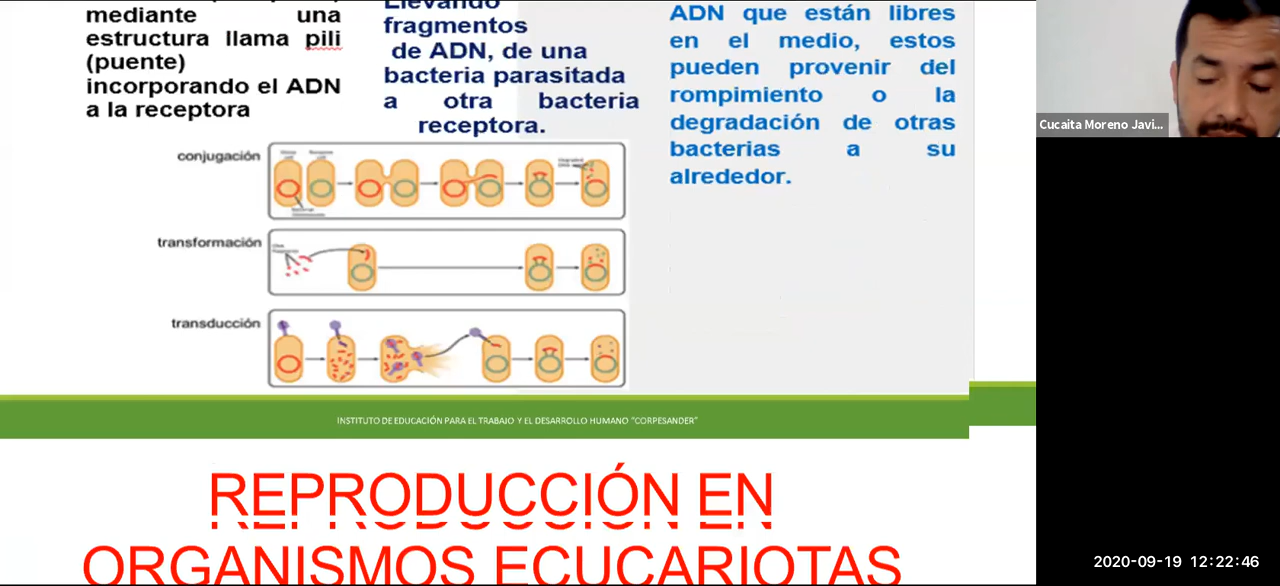 mediante una
estructura llama pili
(puente)
incorporando el ADN
a la receptora
Llevando
fragmentos
de ADN, de una
bacteria parasitada
a otra bacteria
receptora.
ADN que están libres
en el medio, estos
pueden provenir del
rompimiento o la
degradación de otras
bacterias a su
alrededor.
conjugación
transformación
transducción
INSTITUTO DE EDUCACIÓN PARA EL TRABAJO Y EL DESARROLLO HUMANO "CORPESANDER"
REPRODUCCIÓN EN
ORGANISMOS ECUCARIOTAS
Cucaita Moreno Javi...
2020-09-19 12:22:46